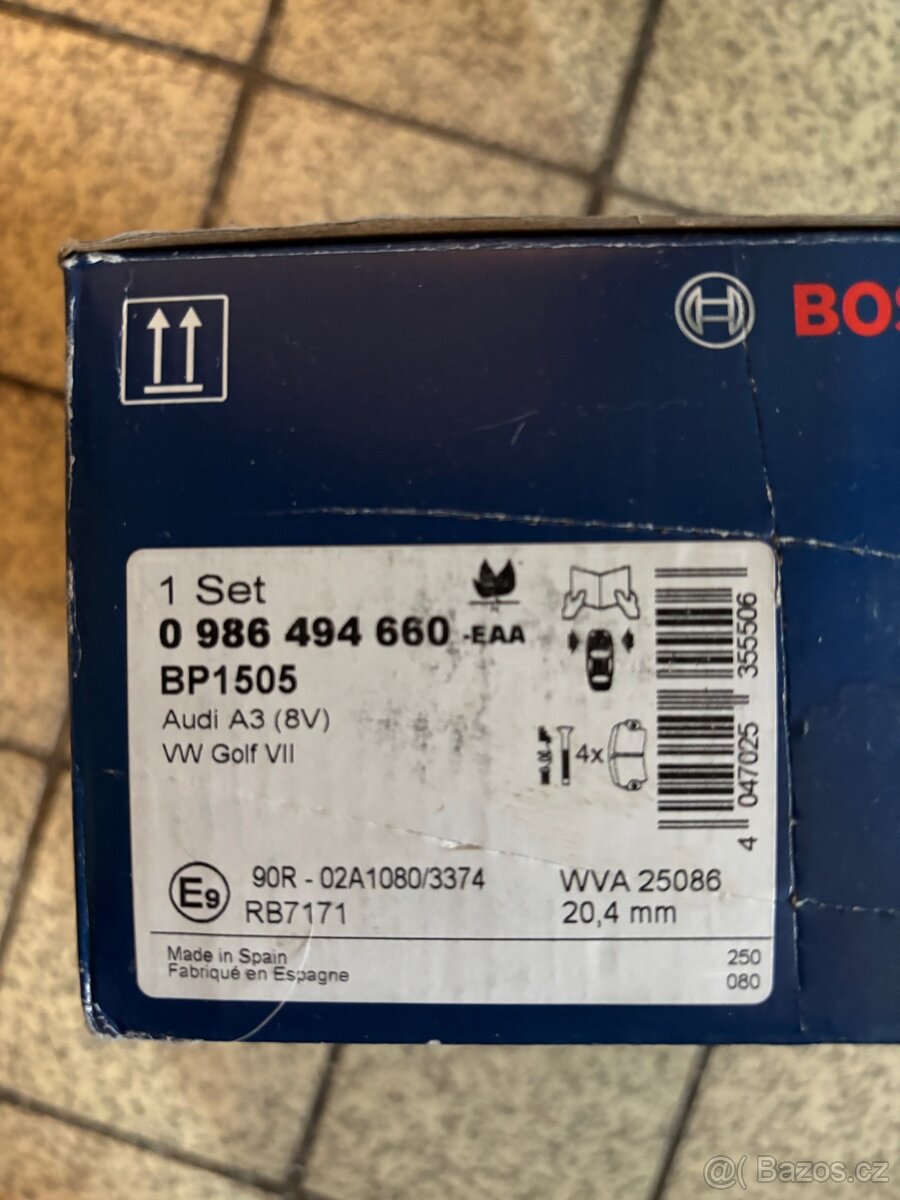 1 Set
0 986 494 660 -EAA
BP1505
Audi A3 (8V)
VW Golf VII
4x
4 047025 355506
E9
90R - 02A1080/3374
RB7171
WVA 25086
20,4 mm
Made in Spain
Fabriqué en Espagne
250
080
@( Bazos.cz